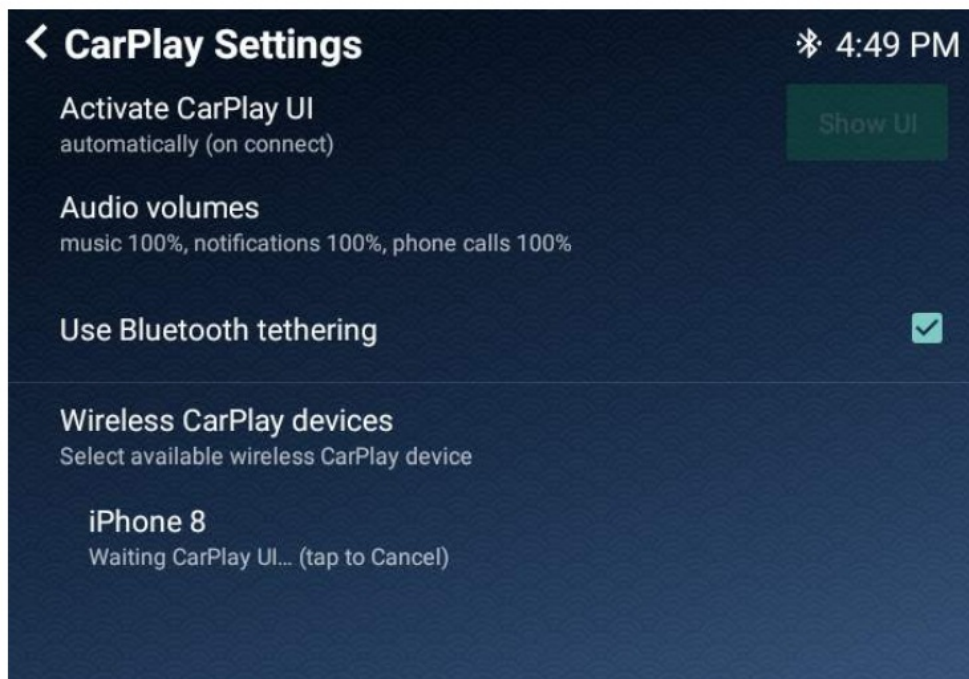 CarPlay Settings
4:49 PM
Activate CarPlay UI
automatically (on connect)
Show UI
Audio volumes
music 100%, notifications 100%, phone calls 100%
Use Bluetooth tethering
Wireless CarPlay devices
Select available wireless CarPlay device
iPhone 8
Waiting CarPlay UI... (tap to Cancel)